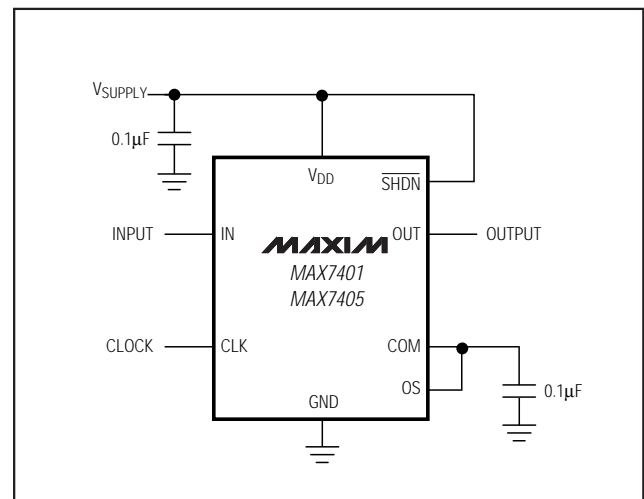 VSUPPLY
0.1μF
VDD
SHDN
INPUT
IN
MAXIM
MAX7401
MAX7405
OUT
OUTPUT
CLOCK
CLK
COM
OS
GND
0.1μF